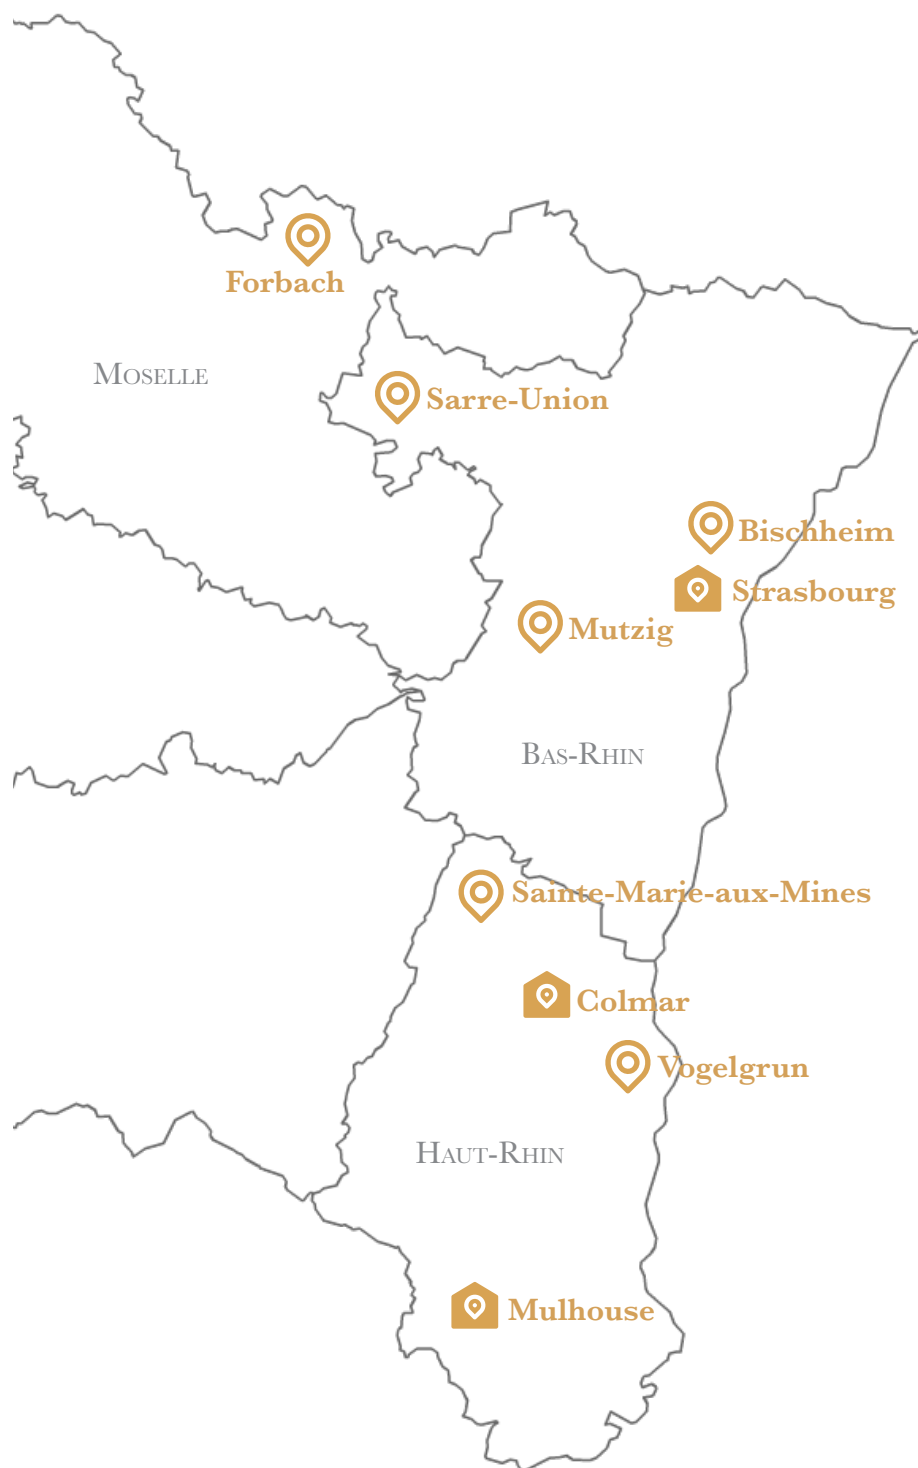 Forbach
Moselle
Sarre-Union
Bischheim
Strasbourg
Mutzig
Bas-Rhin
Sainte-Marie-aux-Mines
Colmar
Vogelgrun
Haut-Rhin
Mulhouse